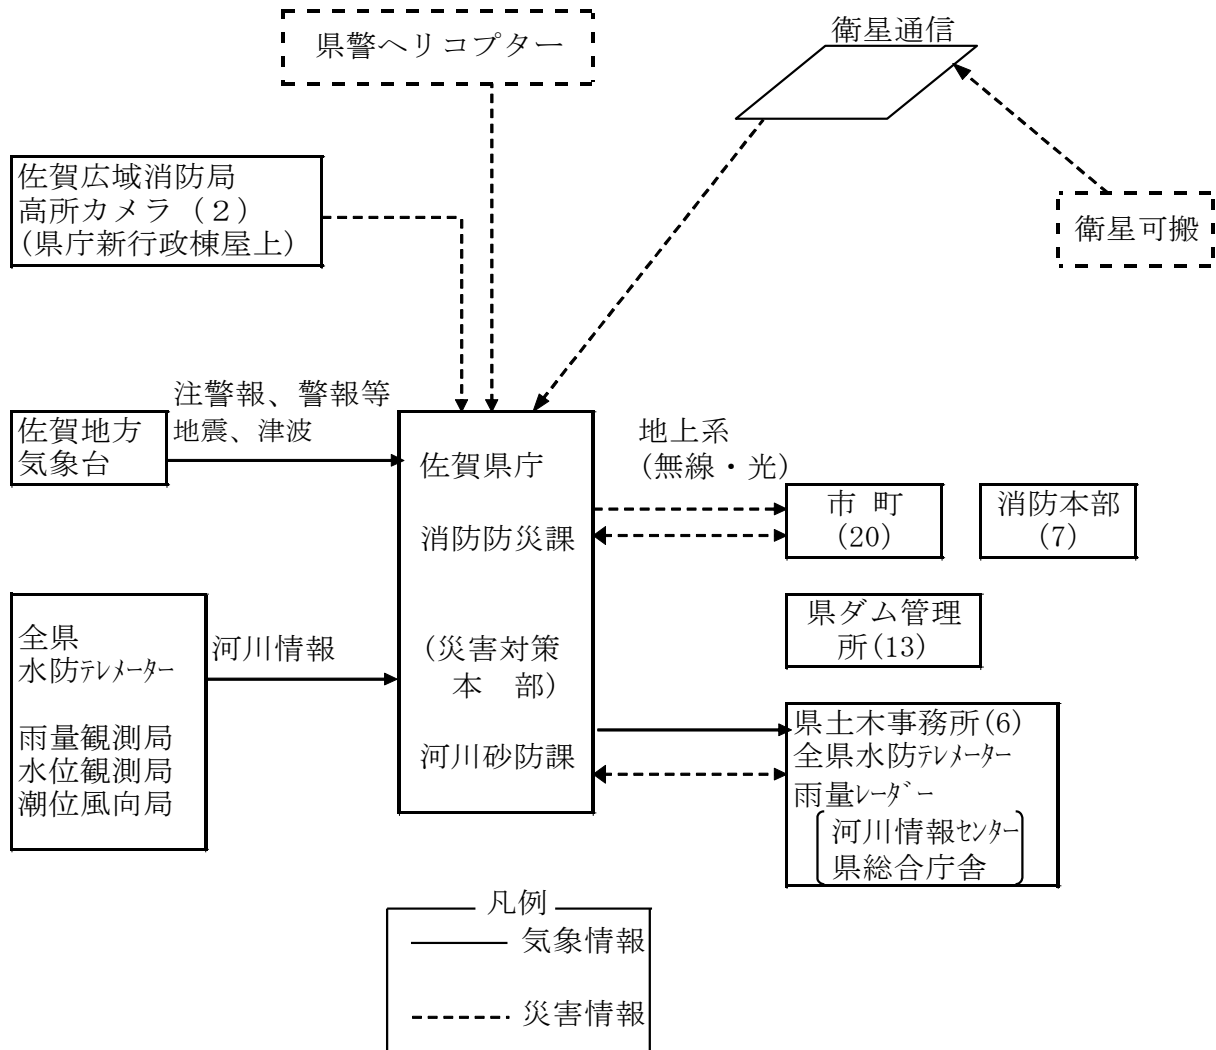 県警ヘリコプター
衛星通信
佐賀広域消防局
高所カメラ（２）
(県庁新行政棟屋上)
衛星可搬
注警報、警報等
地震、津波
佐賀地方
気象台
佐賀県庁
消防防災課
(災害対策
本　部)
河川砂防課
地上系
(無線・光)
市 町
(20)
消防本部
(7)
県ダム管理
所(13)
全県
水防ﾃﾚﾒｰﾀｰ
雨量観測局
水位観測局
潮位風向局
河川情報
県土木事務所(6)
全県水防ﾃﾚﾒｰﾀｰ
雨量ﾚｰﾀﾞｰ
河川情報ｾﾝﾀｰ
県総合庁舎
凡例
気象情報
災害情報